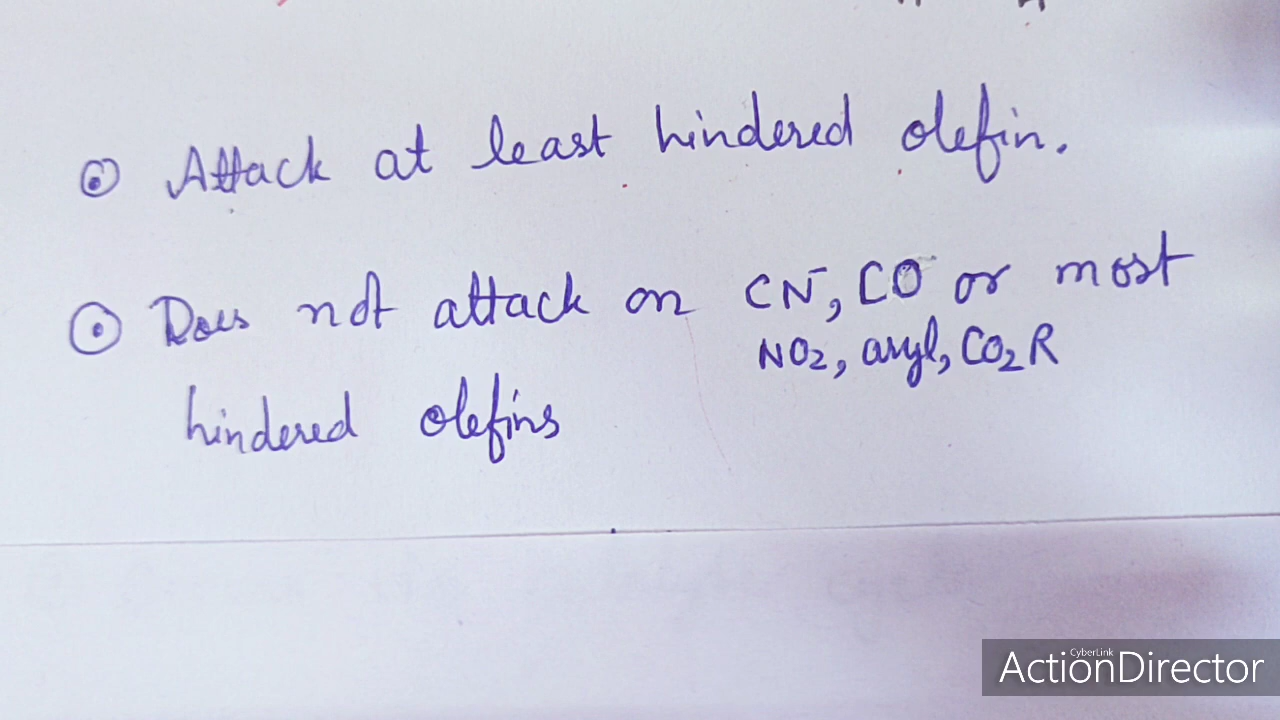 ⊙ Attack at least hindered olefin.
⊙ Does not attack on CN⁻, CO or most
NO₂, aryl, CO₂R
hindered olefins
CyberLink
ActionDirector